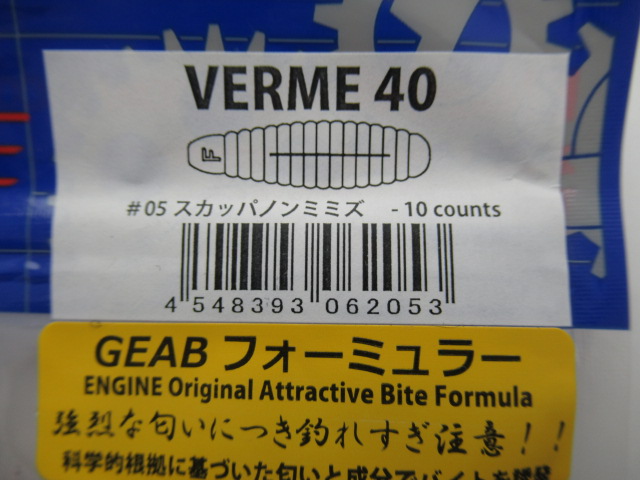 VERME 40
F
#05 スカッパノンミミズ - 10 counts
4 548393 062053
GEAB フォーミュラー
ENGINE Original Attractive Bite Formula
強烈な匂いにつき釣れすぎ注意！！
科学的根拠に基づいた匂いと成分でバイトを誘発